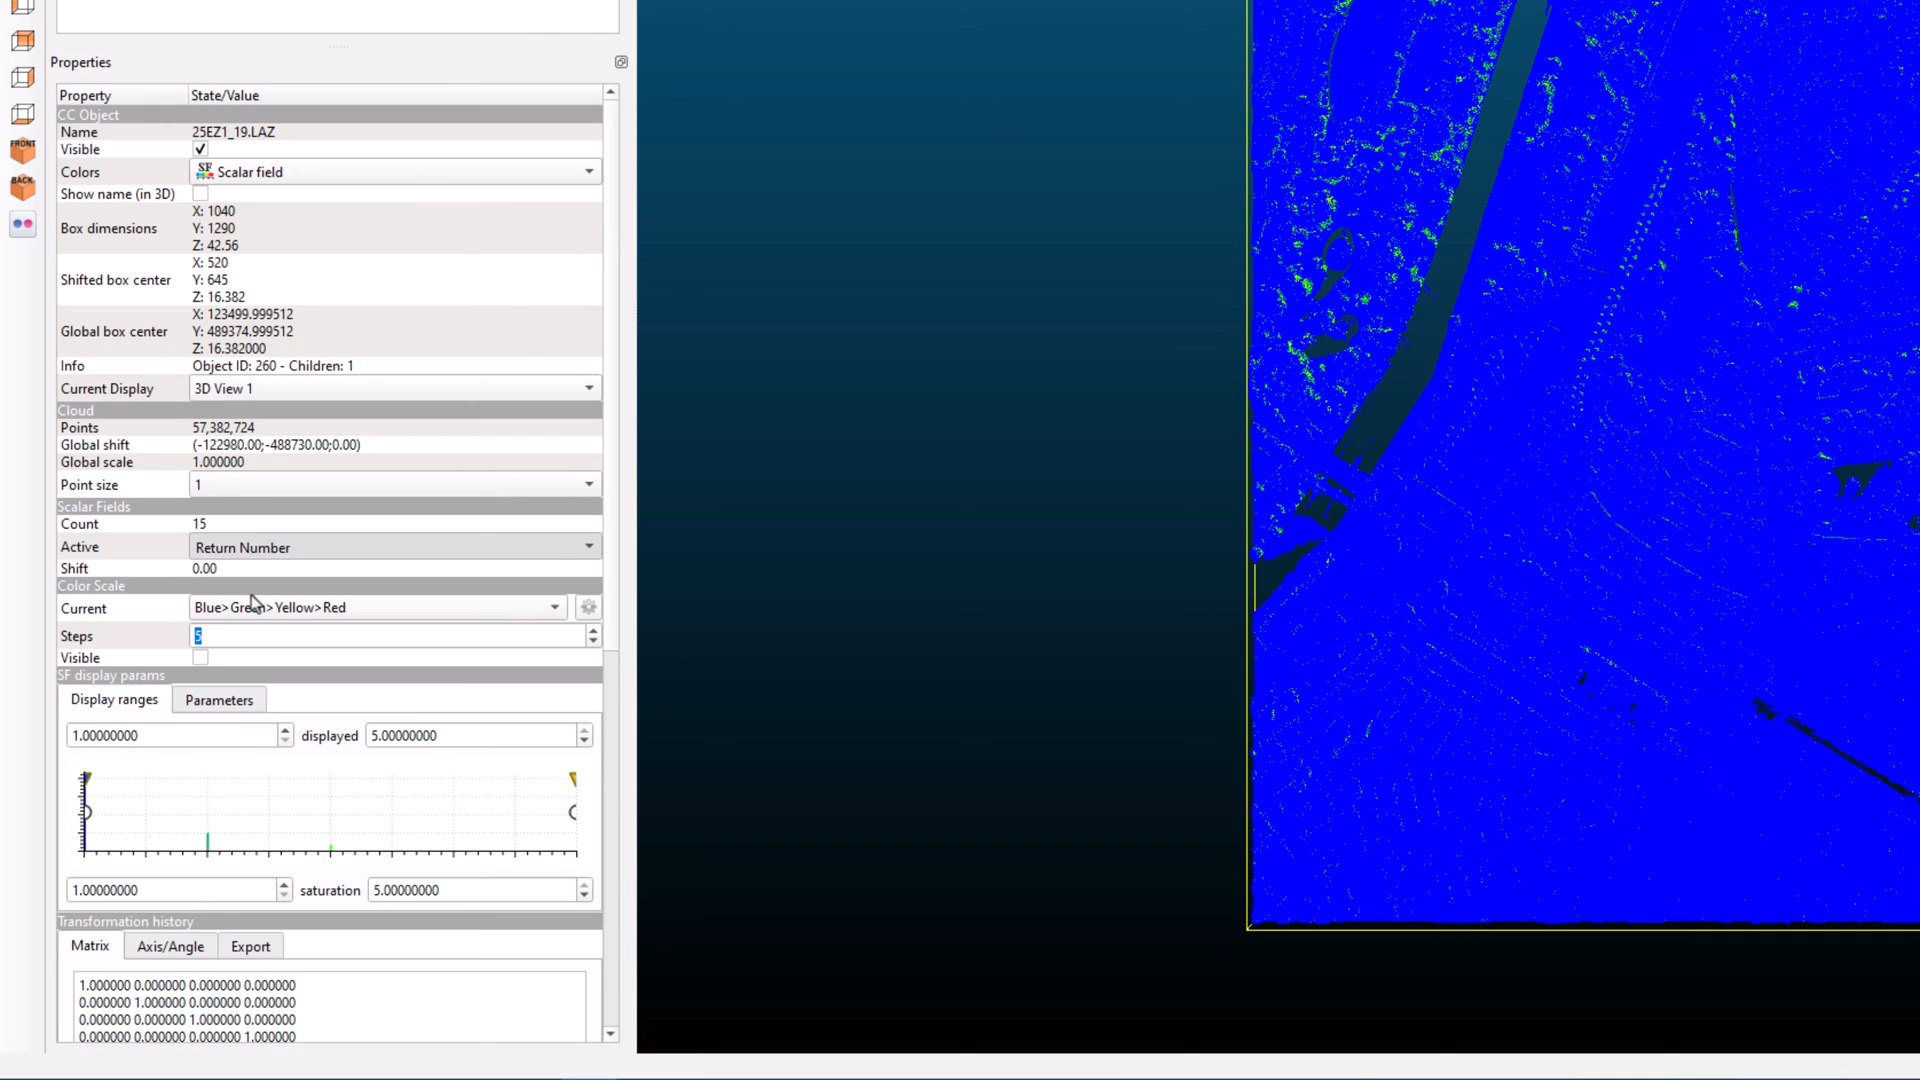 Properties
Property State/Value
CC Object
Name 25EZ1_19.LAZ
Visible
Colors SF Scalar field
Show name (in 3D)
Box dimensions X: 1040
Y: 1290
Z: 42.56
Shifted box center X: 520
Y: 645
Z: 16.382
Global box center X: 123499.999512
Y: 489374.999512
Z: 16.382000
Info Object ID: 260 - Children: 1
Current Display 3D View 1
Cloud
Points 57,382,724
Global shift (-122980.00;-488730.00;0.00)
Global scale 1.000000
Point size 1
Scalar Fields
Count 15
Active Return Number
Shift 0.00
Color Scale
Current Blue>Green>Yellow>Red
Steps 5
Visible
SF display params
Display ranges Parameters
1.00000000 displayed 5.00000000
1.00000000 saturation 5.00000000
Transformation history
Matrix Axis/Angle Export
1.000000 0.000000 0.000000 0.000000
0.000000 1.000000 0.000000 0.000000
0.000000 0.000000 1.000000 0.000000
0.000000 0.000000 0.000000 1.000000
FRONT
BACK